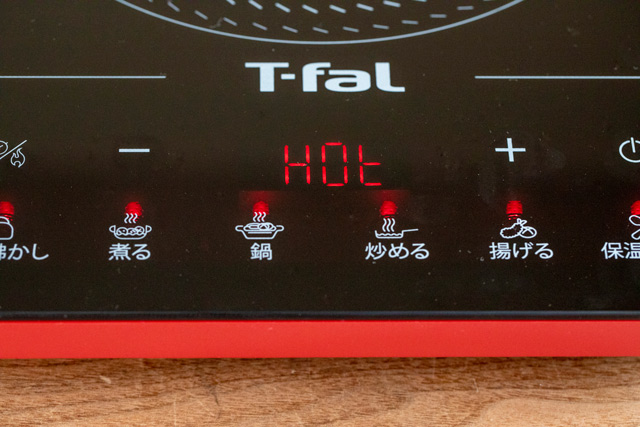 T-faL
− HOt +
沸かし 煮る 鍋 炒める 揚げる 保温